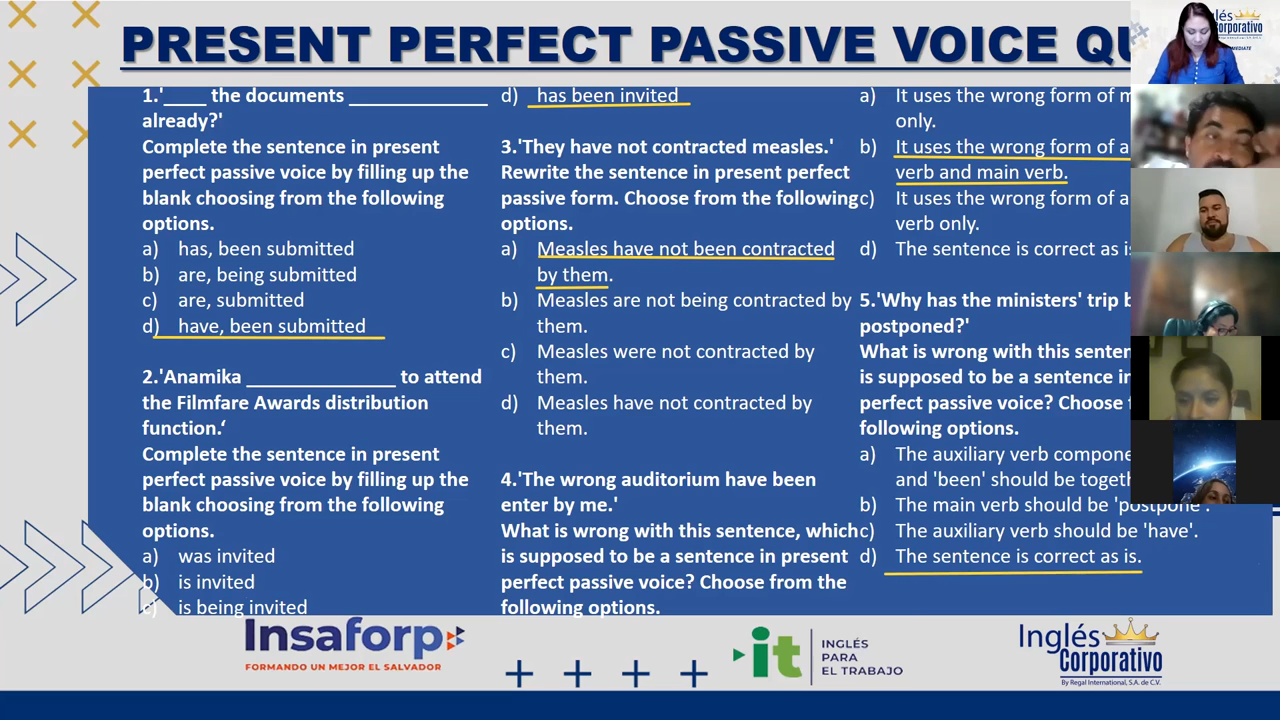 PRESENT PERFECT PASSIVE VOICE QU
1.'____ the documents _____________
already?'
Complete the sentence in present
perfect passive voice by filling up the
blank choosing from the following
options.
a) has, been submitted
b) are, being submitted
c) are, submitted
d) have, been submitted
2.'Anamika ______________ to attend
the Filmfare Awards distribution
function.‘
Complete the sentence in present
perfect passive voice by filling up the
blank choosing from the following
options.
a) was invited
b) is invited
c) is being invited
d) has been invited
3.'They have not contracted measles.'
Rewrite the sentence in present perfect
passive form. Choose from the following
options.
a) Measles have not been contracted
by them.
b) Measles are not being contracted by
them.
c) Measles were not contracted by
them.
d) Measles have not contracted by
them.
4.'The wrong auditorium have been
enter by me.'
What is wrong with this sentence, which
is supposed to be a sentence in present
perfect passive voice? Choose from the
following options.
a) It uses the wrong form of m
only.
b) It uses the wrong form of a
verb and main verb.
c) It uses the wrong form of a
verb only.
d) The sentence is correct as is
5.'Why has the ministers' trip b
postponed?'
What is wrong with this senten
is supposed to be a sentence in
perfect passive voice? Choose f
following options.
a) The auxiliary verb compone
and 'been' should be togeth
b) The main verb should be 'postpone'.
c) The auxiliary verb should be 'have'.
d) The sentence is correct as is.
lés
orporativo
Insaforp
FORMANDO UN MEJOR EL SALVADOR
it
INGLÉS
PARA
EL TRABAJO
Inglés
Corporativo
By Regal International, S.A. de C.V.